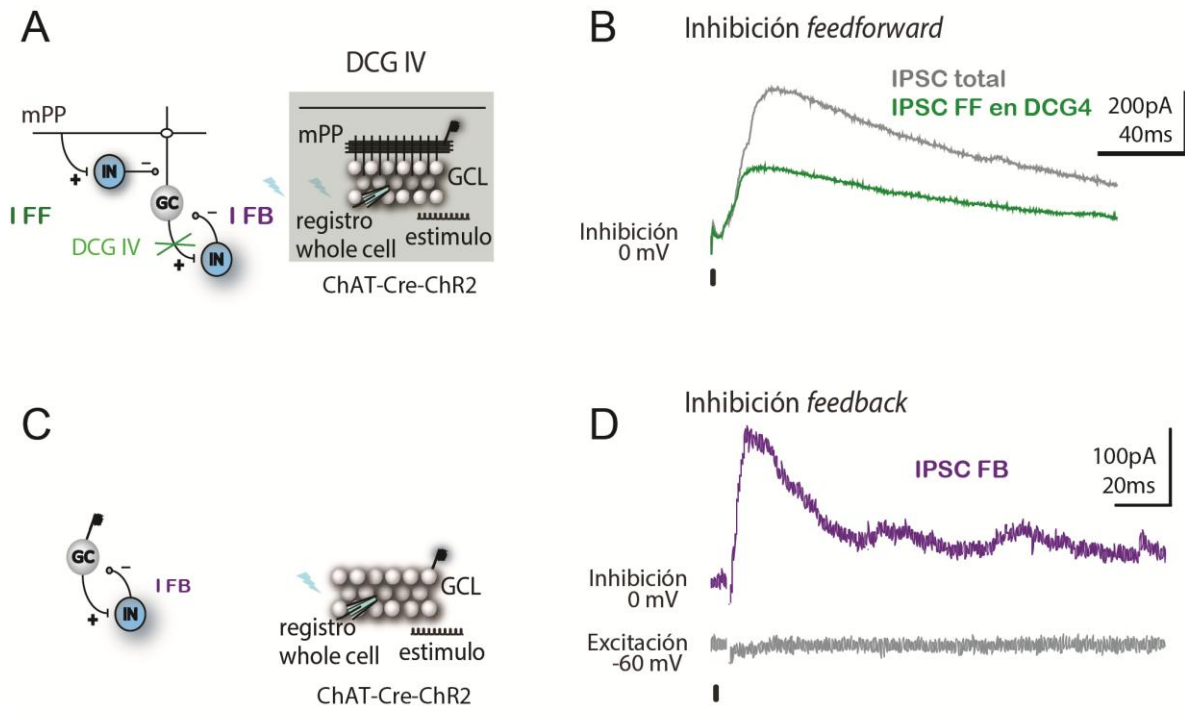 A
DCG IV
mPP
IN
+
−
GC
I FF
I FB
DCG IV
−
+
IN
mPP
GCL
registro
whole cell
estimulo
ChAT-Cre-ChR2
B
Inhibición feedforward
IPSC total
IPSC FF en DCG4
200pA
40ms
Inhibición
0 mV
C
GC
−
I FB
+
IN
GCL
registro
whole cell
estimulo
ChAT-Cre-ChR2
D
Inhibición feedback
IPSC FB
100pA
20ms
Inhibición
0 mV
Excitación
-60 mV